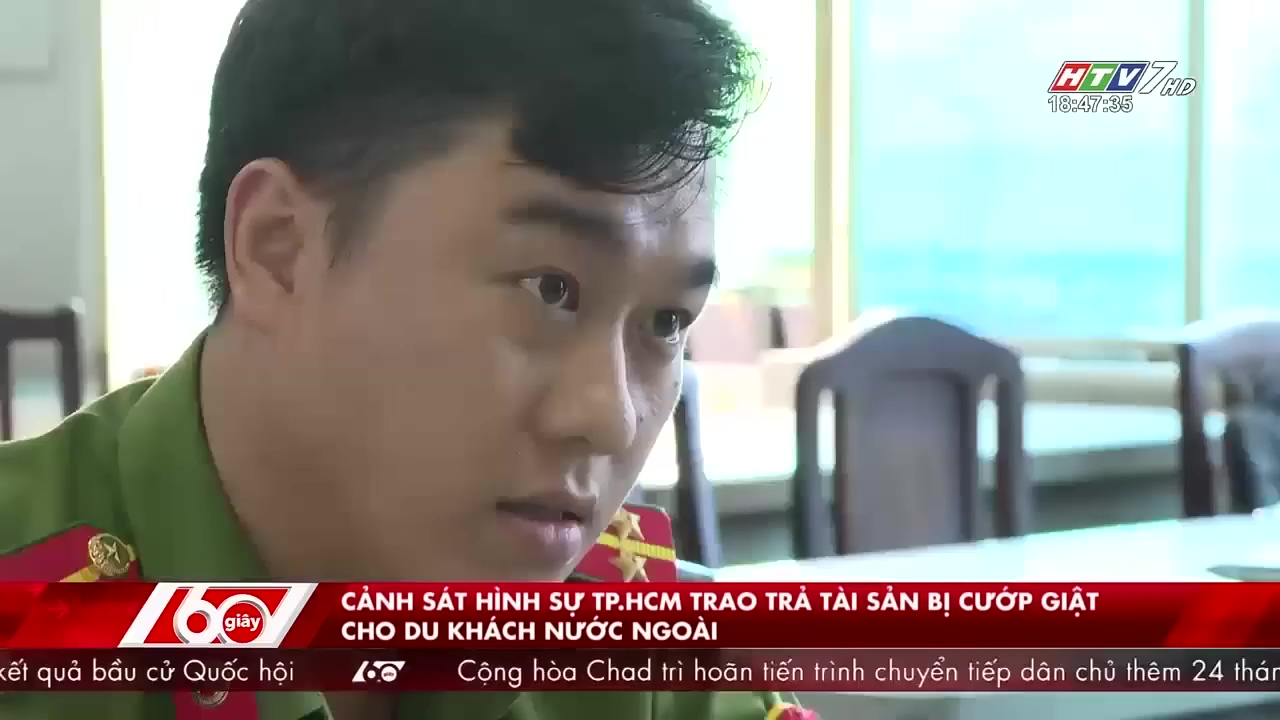 HTV7 HD
18:47:35
60 giây
CẢNH SÁT HÌNH SỰ TP.HCM TRAO TRẢ TÀI SẢN BỊ CƯỚP GIẬT
CHO DU KHÁCH NƯỚC NGOÀI
kết quả bầu cử Quốc hội 60 Cộng hòa Chad trì hoãn tiến trình chuyển tiếp dân chủ thêm 24